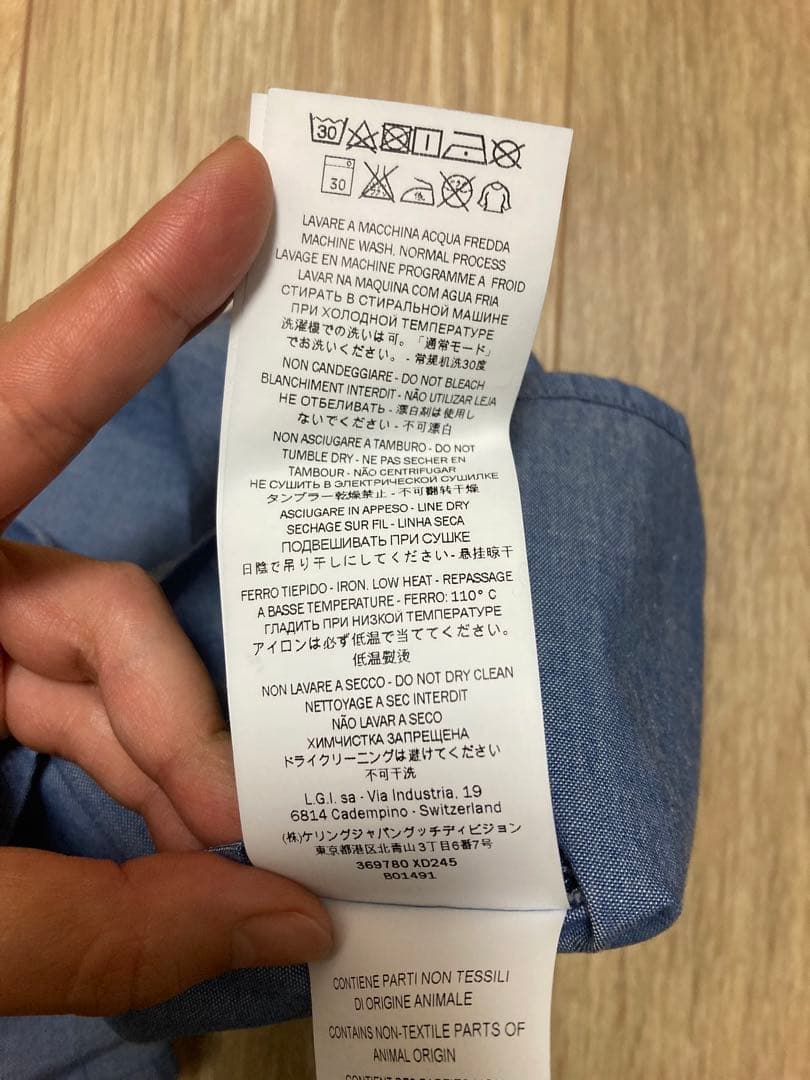 30
30
LAVARE A MACCHINA ACQUA FREDDA
MACHINE WASH, NORMAL PROCESS
LAVAGE EN MACHINE PROGRAMME A FROID
LAVAR NA MAQUINA COM AGUA FRIA
СТИРАТЬ В СТИРАЛЬНОЙ МАШИНЕ
ПРИ ХОЛОДНОЙ ТЕМПЕРАТУРЕ
洗濯機での洗いは可。「通常モード」
でお洗いください。- 常规机洗30度
NON CANDEGGIARE - DO NOT BLEACH
BLANCHIMENT INTERDIT - NÃO UTILIZAR LEJA
НЕ ОТБЕЛИВАТЬ - 漂白剤は使用し
ないでください - 不可漂白
NON ASCIUGARE A TAMBURO - DO NOT
TUMBLE DRY - NE PAS SECHER EN
TAMBOUR - NÃO CENTRIFUGAR
НЕ СУШИТЬ В ЭЛЕКТРИЧЕСКОЙ СУШИЛКЕ
タンブラー乾燥禁止 - 不可翻转干燥
ASCIUGARE IN APPESO - LINE DRY
SECHAGE SUR FIL - LINHA SECA
ПОДВЕШИВАТЬ ПРИ СУШКЕ
日陰で吊り干しにしてください - 悬挂晾干
FERRO TIEPIDO - IRON, LOW HEAT - REPASSAGE
A BASSE TEMPERATURE - FERRO: 110° C
ГЛАДИТЬ ПРИ НИЗКОЙ ТЕМПЕРАТУРЕ
アイロンは必ず低温で当ててください。
低温熨烫
NON LAVARE A SECCO - DO NOT DRY CLEAN
NETTOYAGE A SEC INTERDIT
NÃO LAVAR A SECO
ХИМЧИСТКА ЗАПРЕЩЕНА
ドライクリーニングは避けてください
不可干洗
L.G.I. sa - Via Industria, 19
6814 Cadempino - Switzerland
(株)ケリングジャパングッチディビジョン
東京都港区北青山3丁目6番7号
369780 XD245
B01491
CONTIENE PARTI NON TESSILI
DI ORIGINE ANIMALE
CONTAINS NON-TEXTILE PARTS OF
ANIMAL ORIGIN